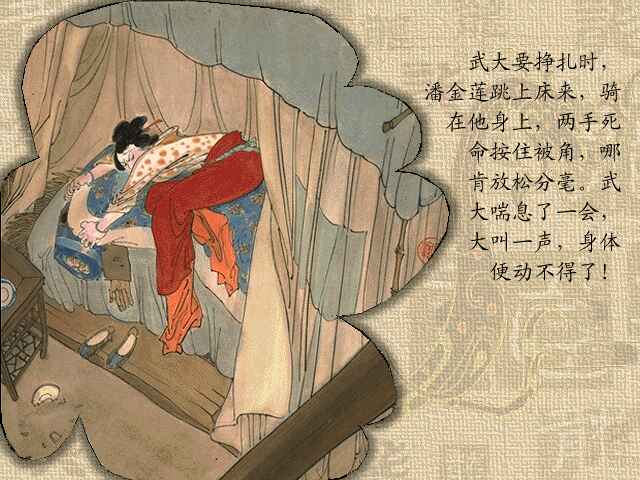 武大要挣扎时，
潘金莲跳上床来，骑
在他身上，两手死
命按住被角，哪
肯放松分毫。武
大喘息了一会，
大叫一声，身体
便动不得了！